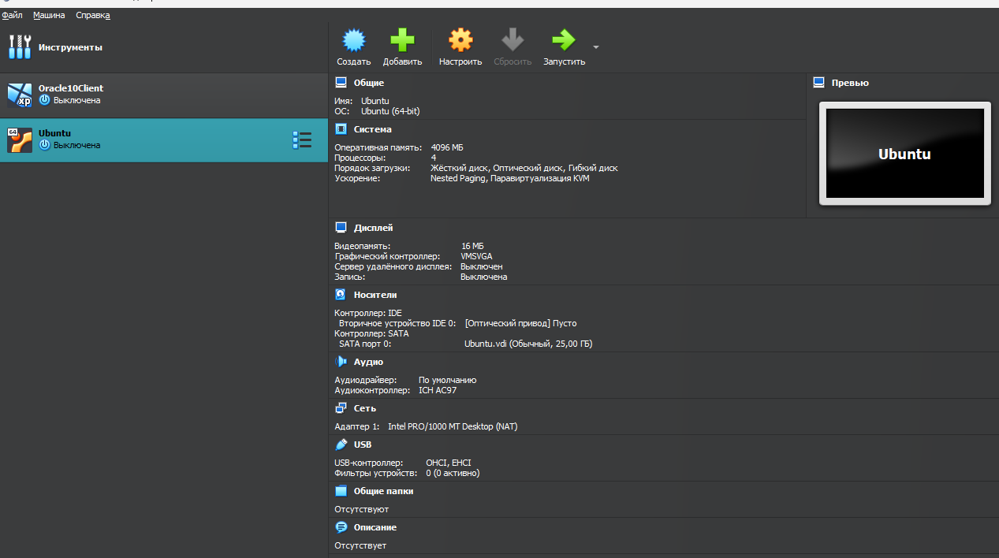 Файл Машина Справка
Инструменты
Oracle10Client
Выключена
64
Ubuntu
Выключена
Создать Добавить Настроить Сбросить Запустить
Общие
Имя: Ubuntu
ОС: Ubuntu (64-bit)
Система
Оперативная память: 4096 МБ
Процессоры: 4
Порядок загрузки: Жёсткий диск, Оптический диск, Гибкий диск
Ускорение: Nested Paging, Паравиртуализация KVM
Превью
Ubuntu
Дисплей
Видеопамять: 16 МБ
Графический контроллер: VMSVGA
Сервер удалённого дисплея: Выключен
Запись: Выключена
Носители
Контроллер: IDE
Вторичное устройство IDE 0: [Оптический привод] Пусто
Контроллер: SATA
SATA порт 0: Ubuntu.vdi (Обычный, 25,00 ГБ)
Аудио
Аудиодрайвер: По умолчанию
Аудиоконтроллер: ICH AC97
Сеть
Адаптер 1: Intel PRO/1000 MT Desktop (NAT)
USB
USB-контроллер: OHCI, EHCI
Фильтры устройств: 0 (0 активно)
Общие папки
Отсутствуют
Описание
Отсутствует